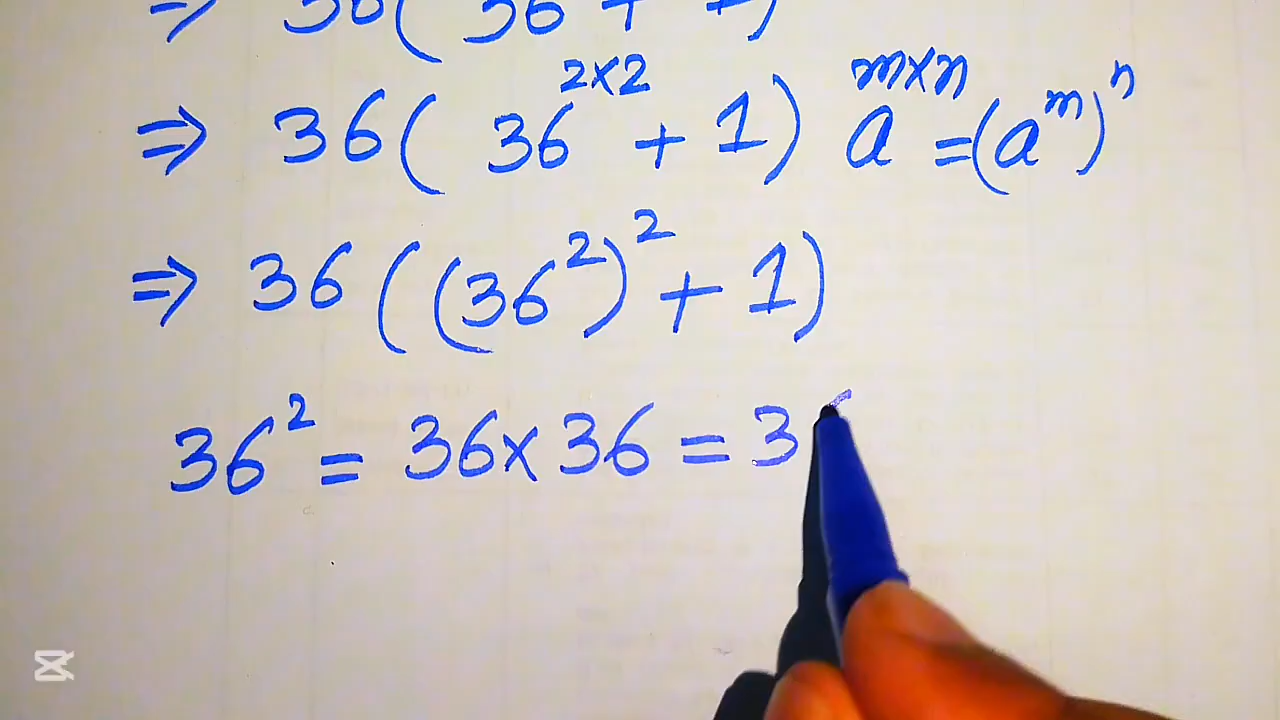 ⇒ 36(36^{2×2} + 1) a^{m×n} = (a^m)^n
⇒ 36((36^2)^2 + 1)
36^2 = 36×36 = 3